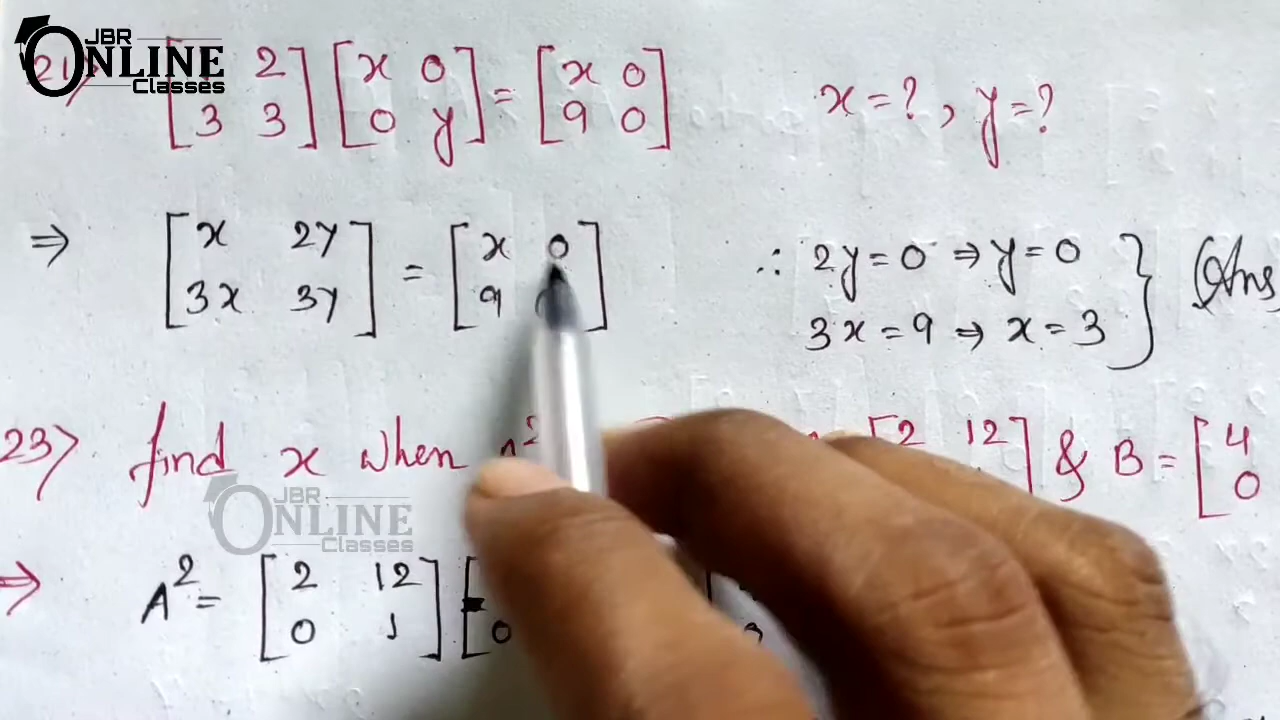 JBR ONLINE Classes
21> [ 2 3 3] [x 0 0 y] = [x 0 9 0] x = ? , y = ?
⇒ [x 2y 3x 3y] = [x 0 9 ] ∴ 2y = 0 ⇒ y = 0
3x = 9 ⇒ x = 3 } (Ans
23> find x when 2 [2 12 ] & B = [4 0
JBR ONLINE Classes
⇒ A² = [2 12 0 1] [ 0